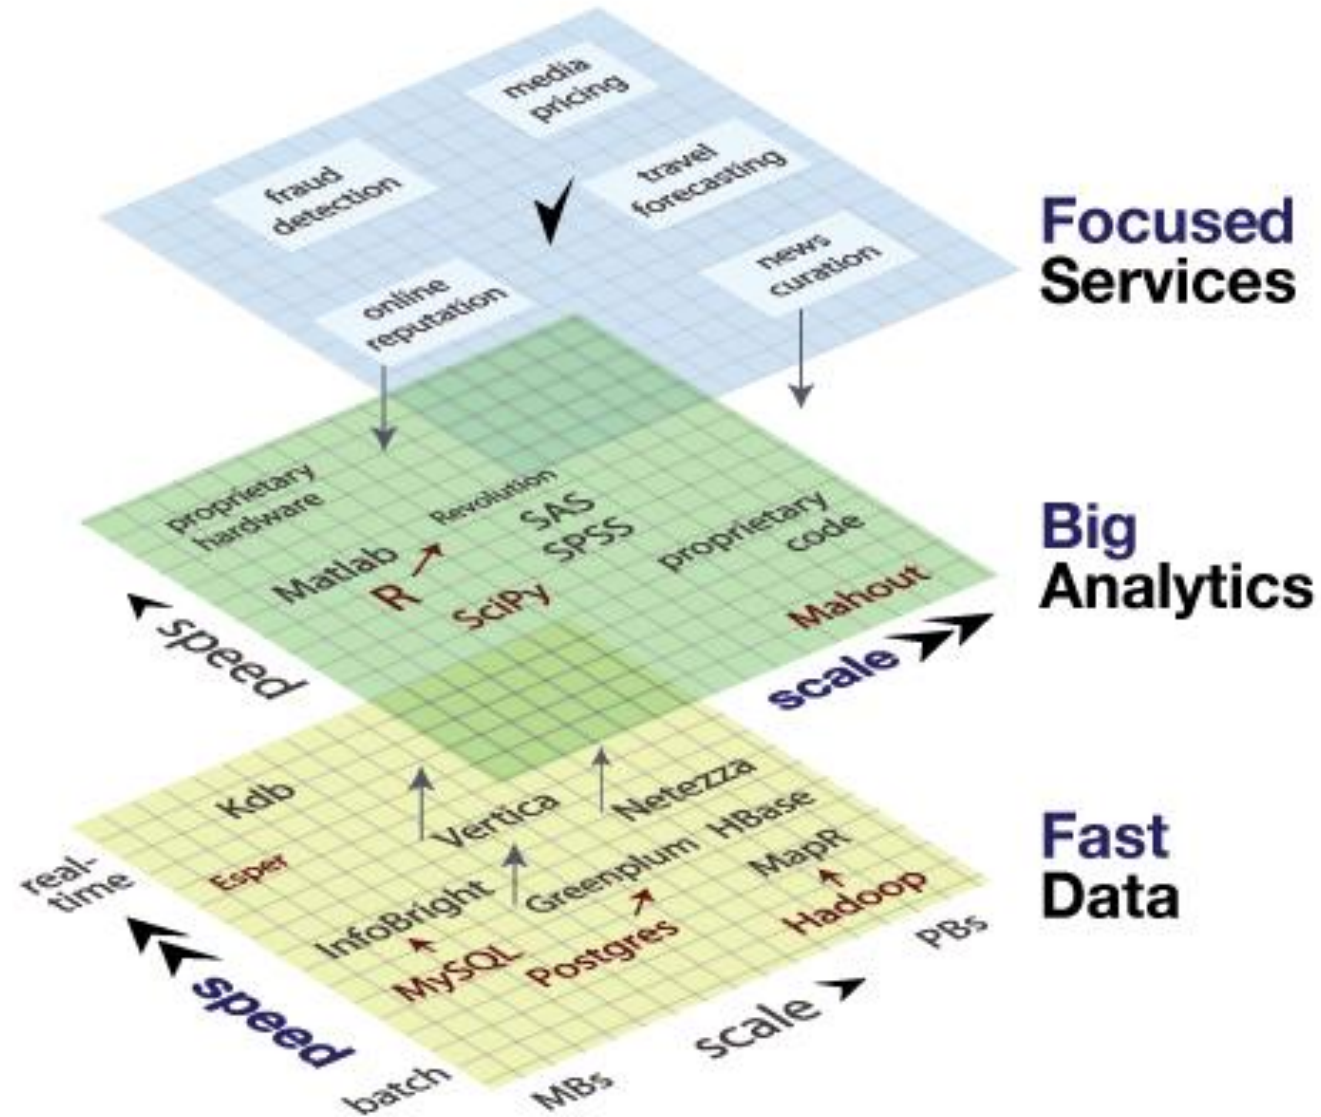 media
pricing
fraud
detection
travel
forecasting
news
curation
online
reputation
Focused
Services
proprietary
hardware
Revolution
SAS
SPSS
proprietary
code
Matlab
R
SciPy
Mahout
speed
scale
Big
Analytics
Kdb
Esper
Vertica
Netezza
InfoBright
Greenplum
HBase
MapR
MySQL
Postgres
Hadoop
real-
time
speed
batch
MBs
scale
PBs
Fast
Data